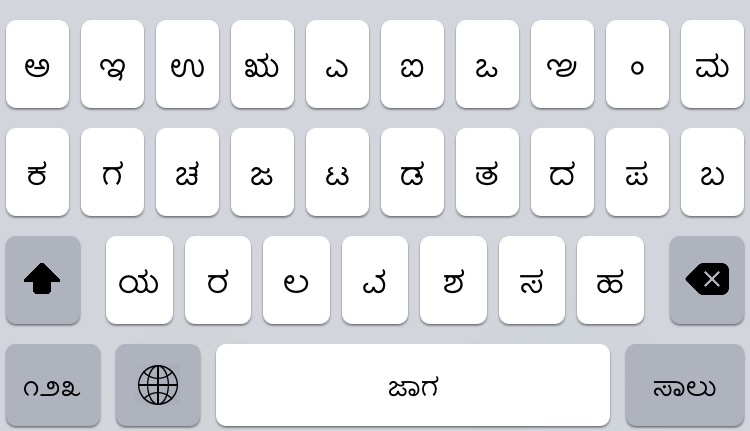 ಅ ಇ ಉ ಋ ಎ ಐ ಒ ಌ ಂ ಮ
ಕ ಗ ಚ ಜ ಟ ಡ ತ ದ ಪ ಬ
ಯ ರ ಲ ವ ಶ ಸ ಹ
೧೨೩ ಜಾಗ ಸಾಲು